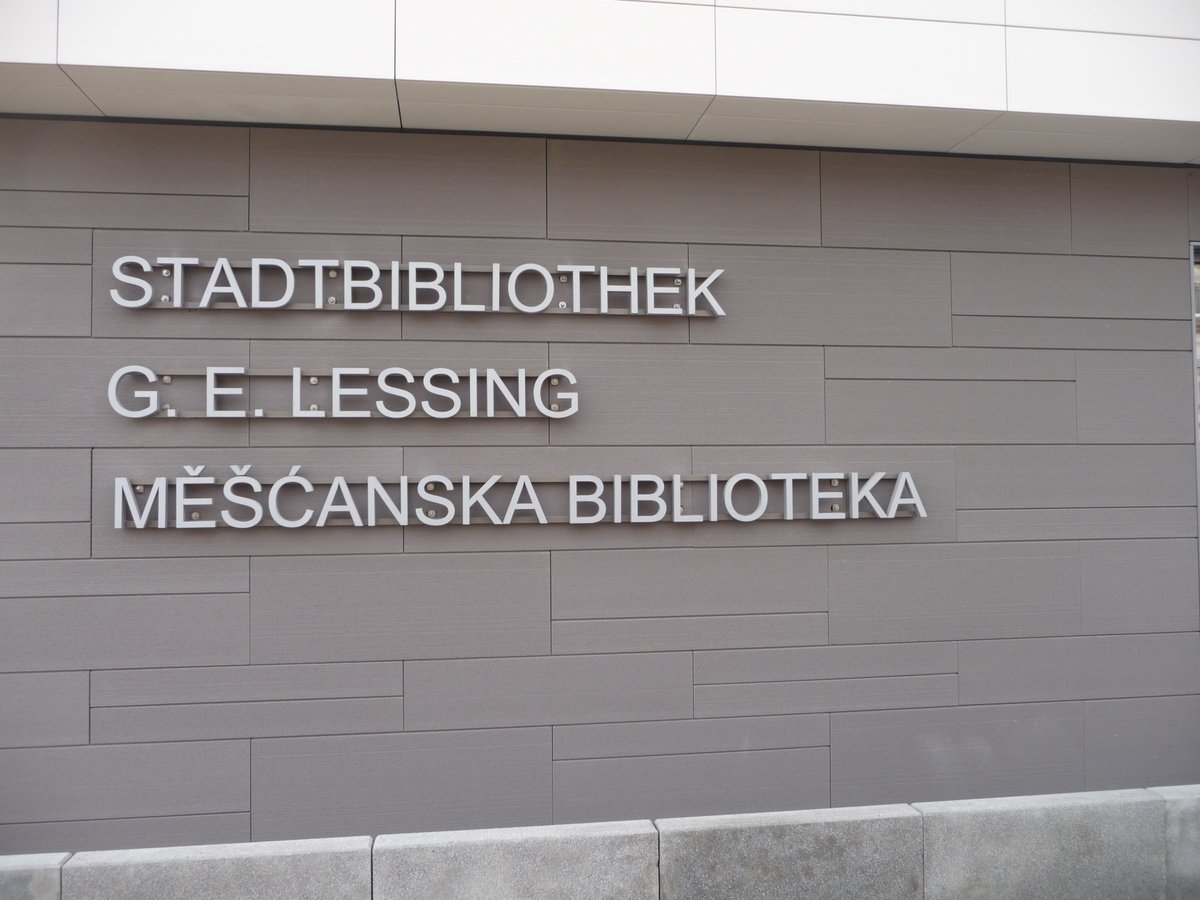 STADTBIBLIOTHEK
G. E. LESSING
MĚŠĆANSKA BIBLIOTEKA